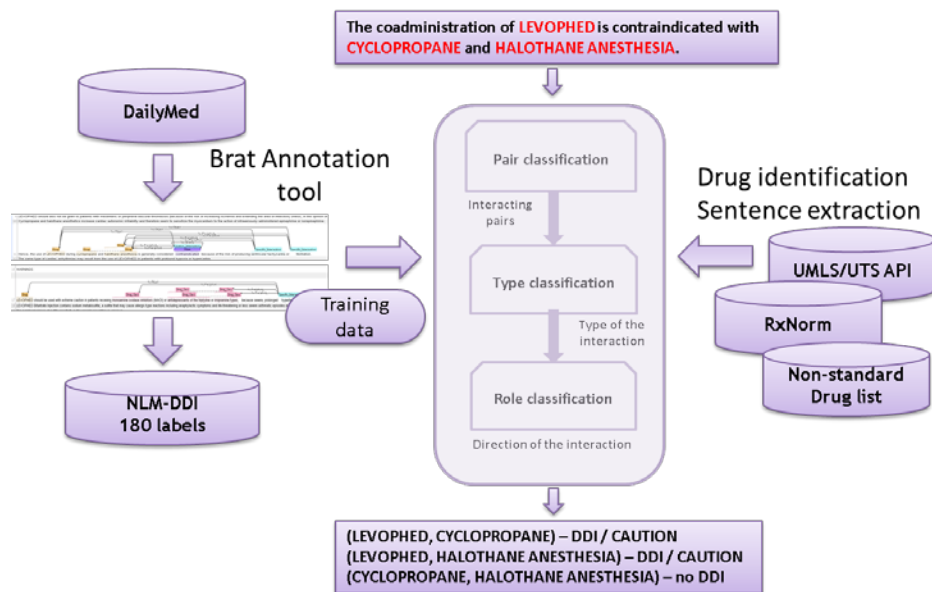 The coadministration of LEVOPHED is contraindicated with
CYCLOPROPANE and HALOTHANE ANESTHESIA.
DailyMed
Brat Annotation
tool
Training
data
NLM-DDI
180 labels
Pair classification
Interacting
pairs
Type classification
Type of the
interaction
Role classification
Direction of the interaction
Drug identification
Sentence extraction
UMLS/UTS API
RxNorm
Non-standard
Drug list
(LEVOPHED, CYCLOPROPANE) – DDI / CAUTION
(LEVOPHED, HALOTHANE ANESTHESIA) – DDI / CAUTION
(CYCLOPROPANE, HALOTHANE ANESTHESIA) – no DDI